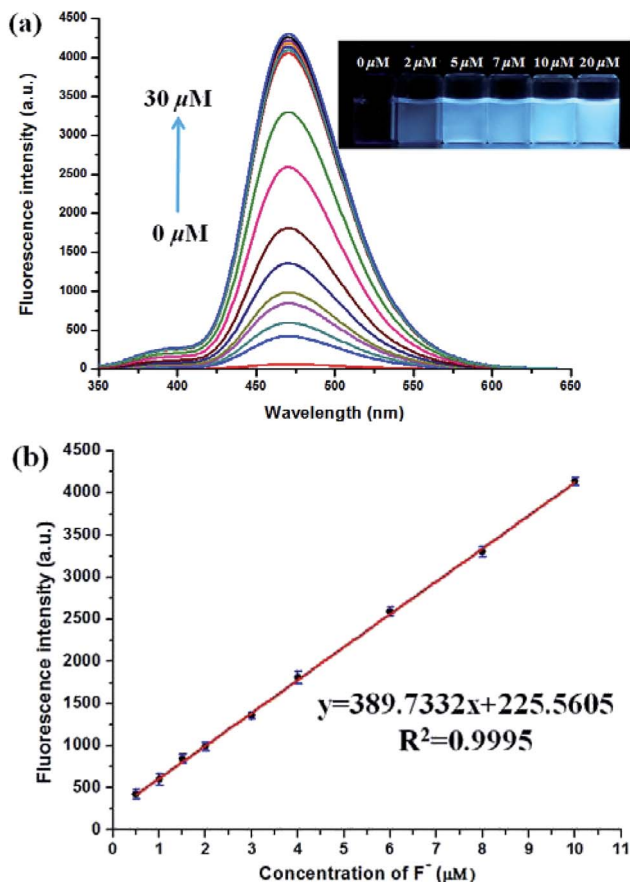 (a)
Fluorescence intensity (a.u.)
4500
4000
3500
3000
2500
2000
1500
1000
500
0
30 µM
0 µM
0 µM 2 µM 5 µM 7 µM 10 µM 20 µM
350 400 450 500 550 600 650
Wavelength (nm)
(b)
Fluorescence intensity (a.u.)
4500
4000
3500
3000
2500
2000
1500
1000
500
0
y=389.7332x+225.5605
R²=0.9995
0 1 2 3 4 5 6 7 8 9 10 11
Concentration of F⁻ (µM)